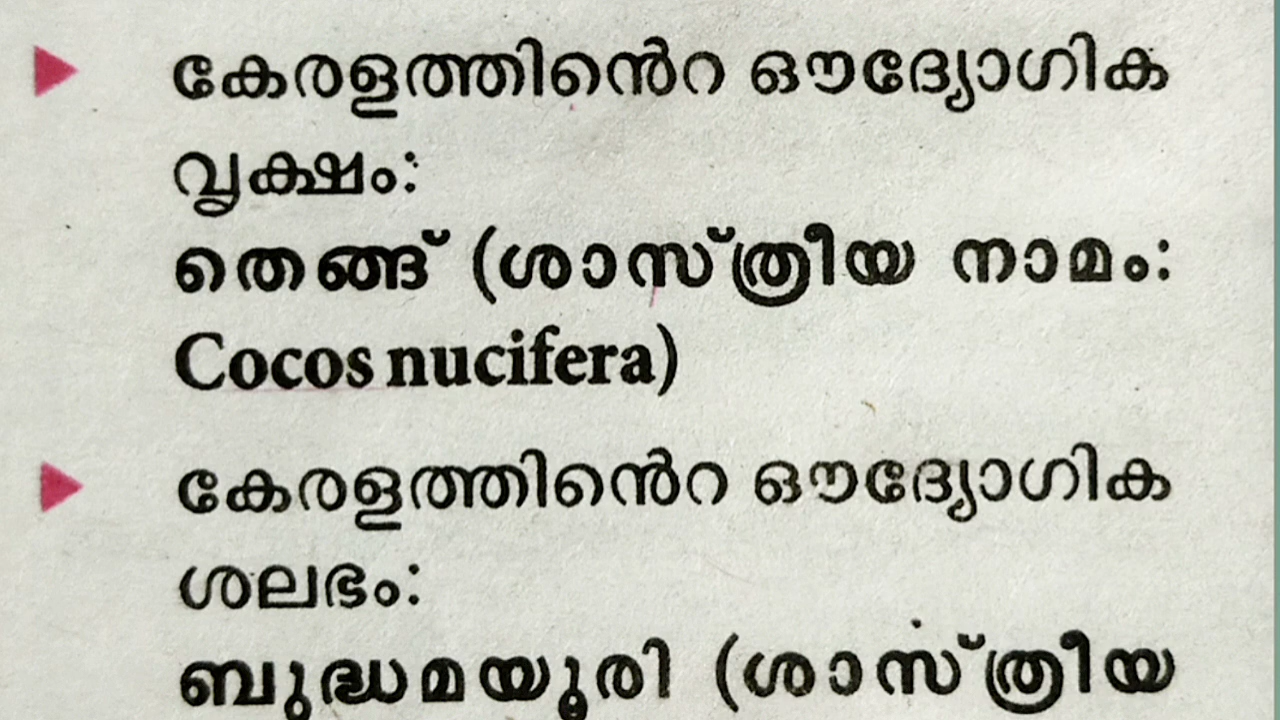 കേരളത്തിൻെറ ഔദ്യോഗിക
വൃക്ഷം:
തെങ്ങ് (ശാസ്ത്രീയ നാമം:
Cocos nucifera)
കേരളത്തിൻെറ ഔദ്യോഗിക
ശലഭം:
ബുദ്ധമയൂരി (ശാസ്ത്രീയ